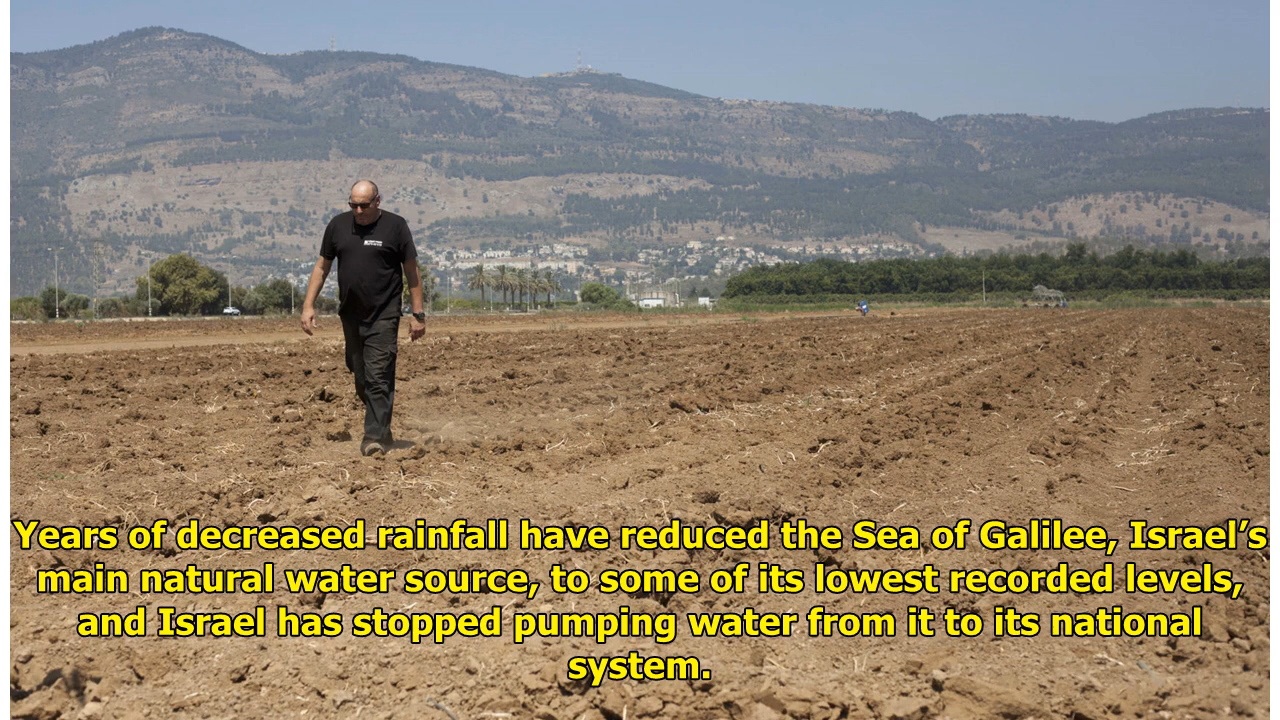 Years of decreased rainfall have reduced the Sea of Galilee, Israel’s
main natural water source, to some of its lowest recorded levels,
and Israel has stopped pumping water from it to its national
system.